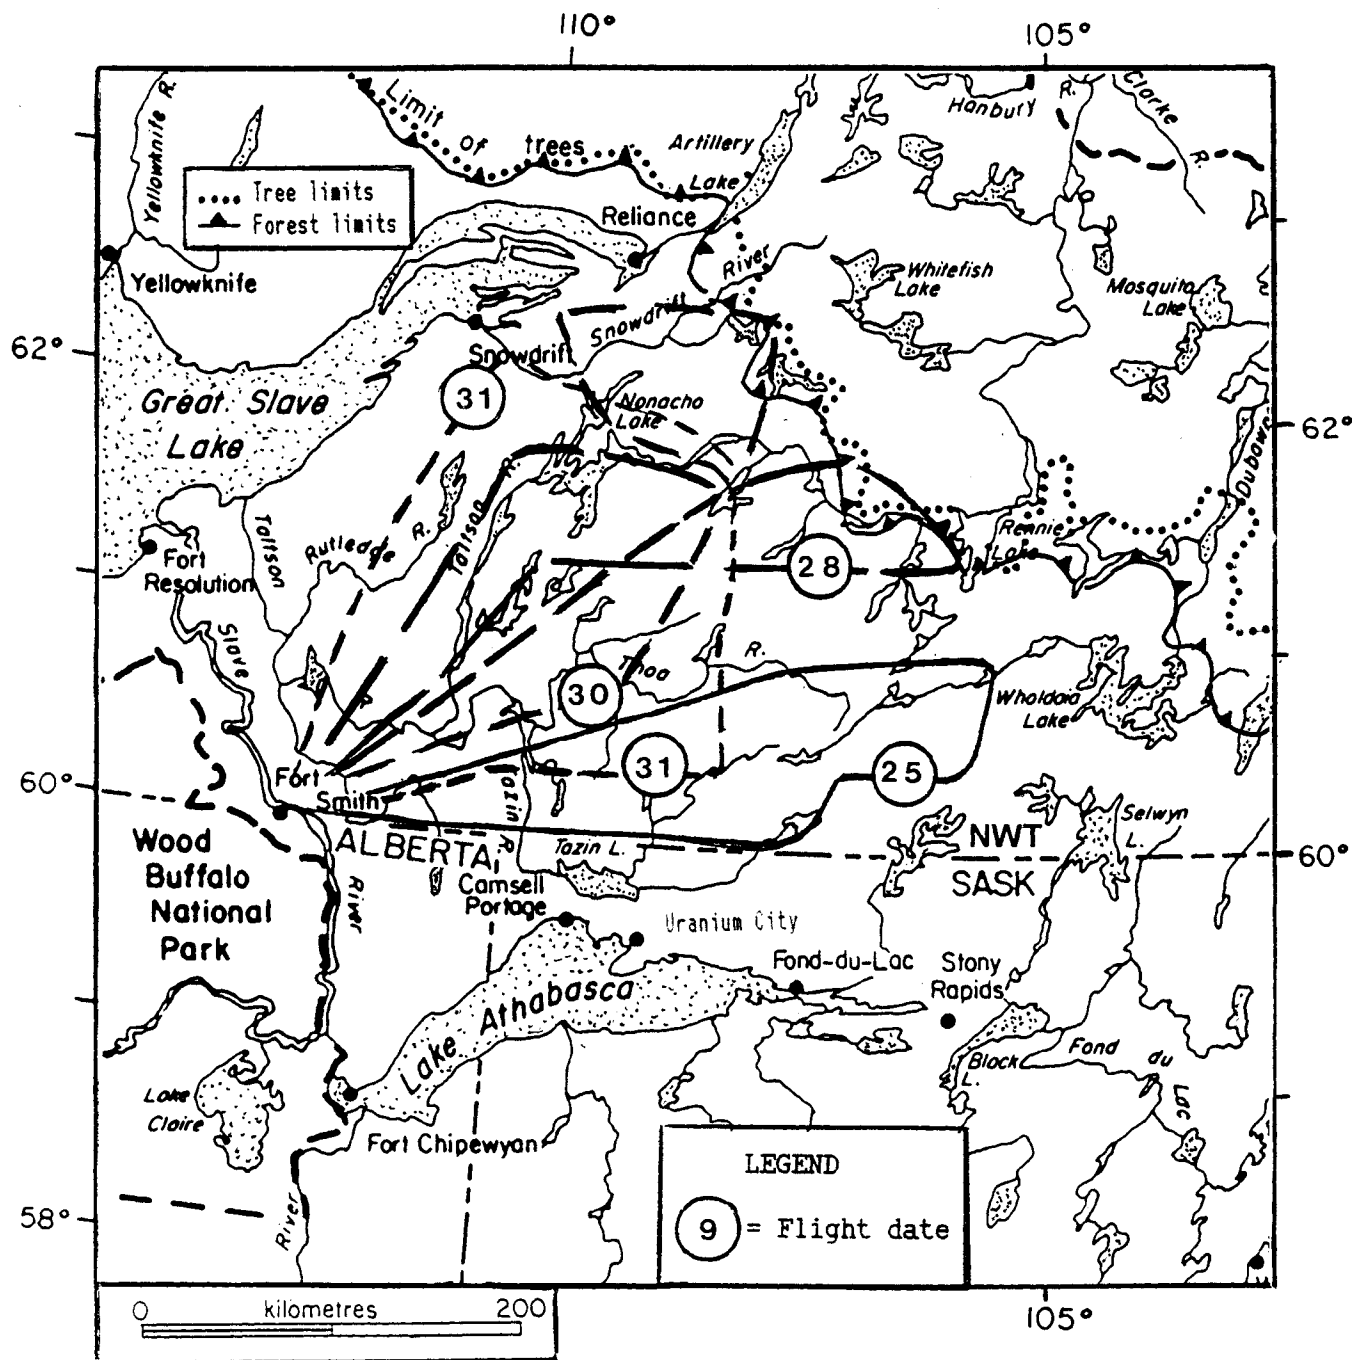 110°
105°
Yellowknife R.
Limit
Of
trees
Artillery
Lake
Hanbury
R.
Clarke
R.
Tree limits
Forest limits
Reliance
River
Yellowknife
Whitefish
Lake
Mosquito
Lake
Snowdrift
62°
Snowdrift
31
Great Slave
Lake
Nonacho
Lake
62°
Dubawnt
R.
Taltson
Taltson
Rutledge
R.
Rennie
Lake
Fort
Resolution
28
Slave
Thoa
R.
R.
30
Wholdaia
Lake
31
25
60°
Fort
Smith
Tazin R.
Selwyn
L.
Wood
Buffalo
National
Park
ALBERTA
Tazin L.
NWT
SASK
60°
River
Camsell
Portage
Uranium City
Fond-du-Lac
Stony
Rapids
Lake Athabasca
Black
L.
Fond
du
Lac
Lake
Claire
Fort Chipewyan
LEGEND
9 = Flight date
58°
River
0 kilometres 200
105°